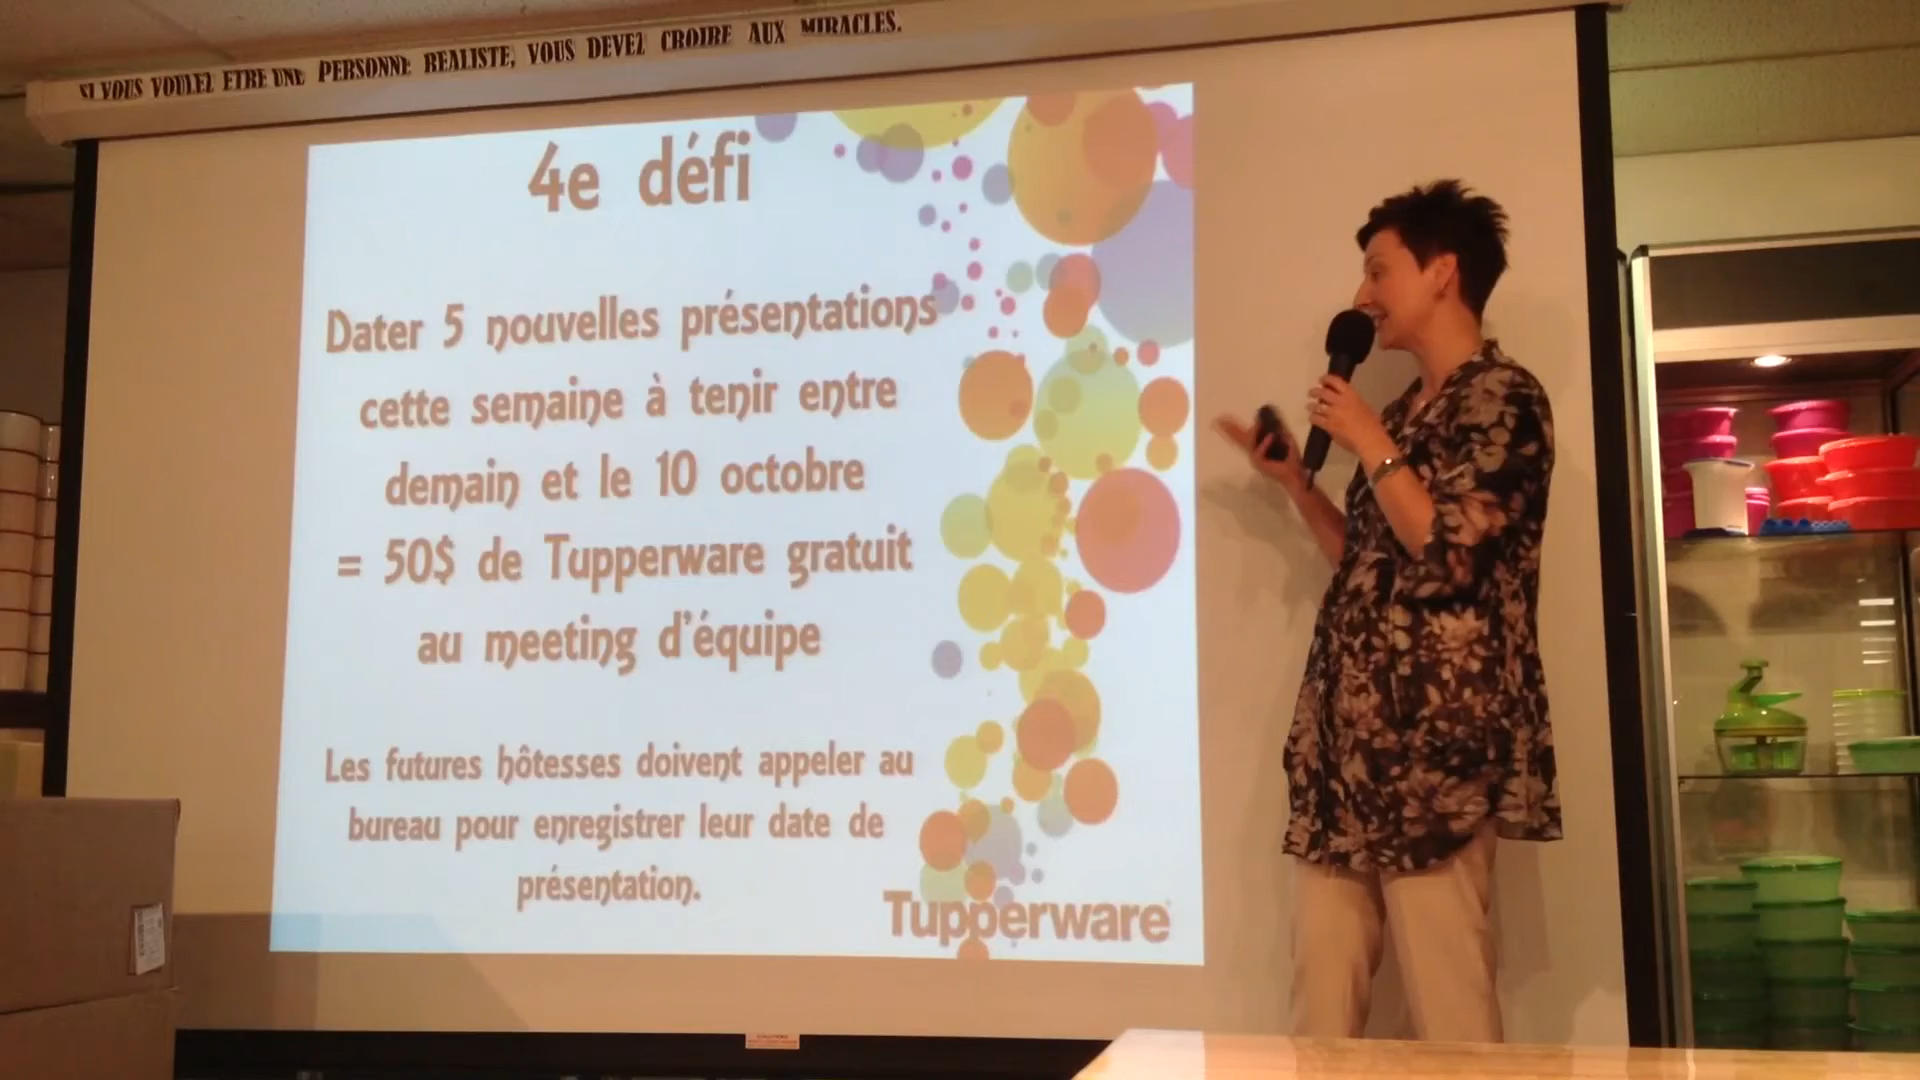 SI VOUS VOULEZ ETRE UNE PERSONNE REALISTE, VOUS DEVEZ CROIRE AUX MIRACLES.
4e défi
Dater 5 nouvelles présentations
cette semaine à tenir entre
demain et le 10 octobre
= 50$ de Tupperware gratuit
au meeting d'équipe
Les futures hôtesses doivent appeler au
bureau pour enregistrer leur date de
présentation.
Tupperware